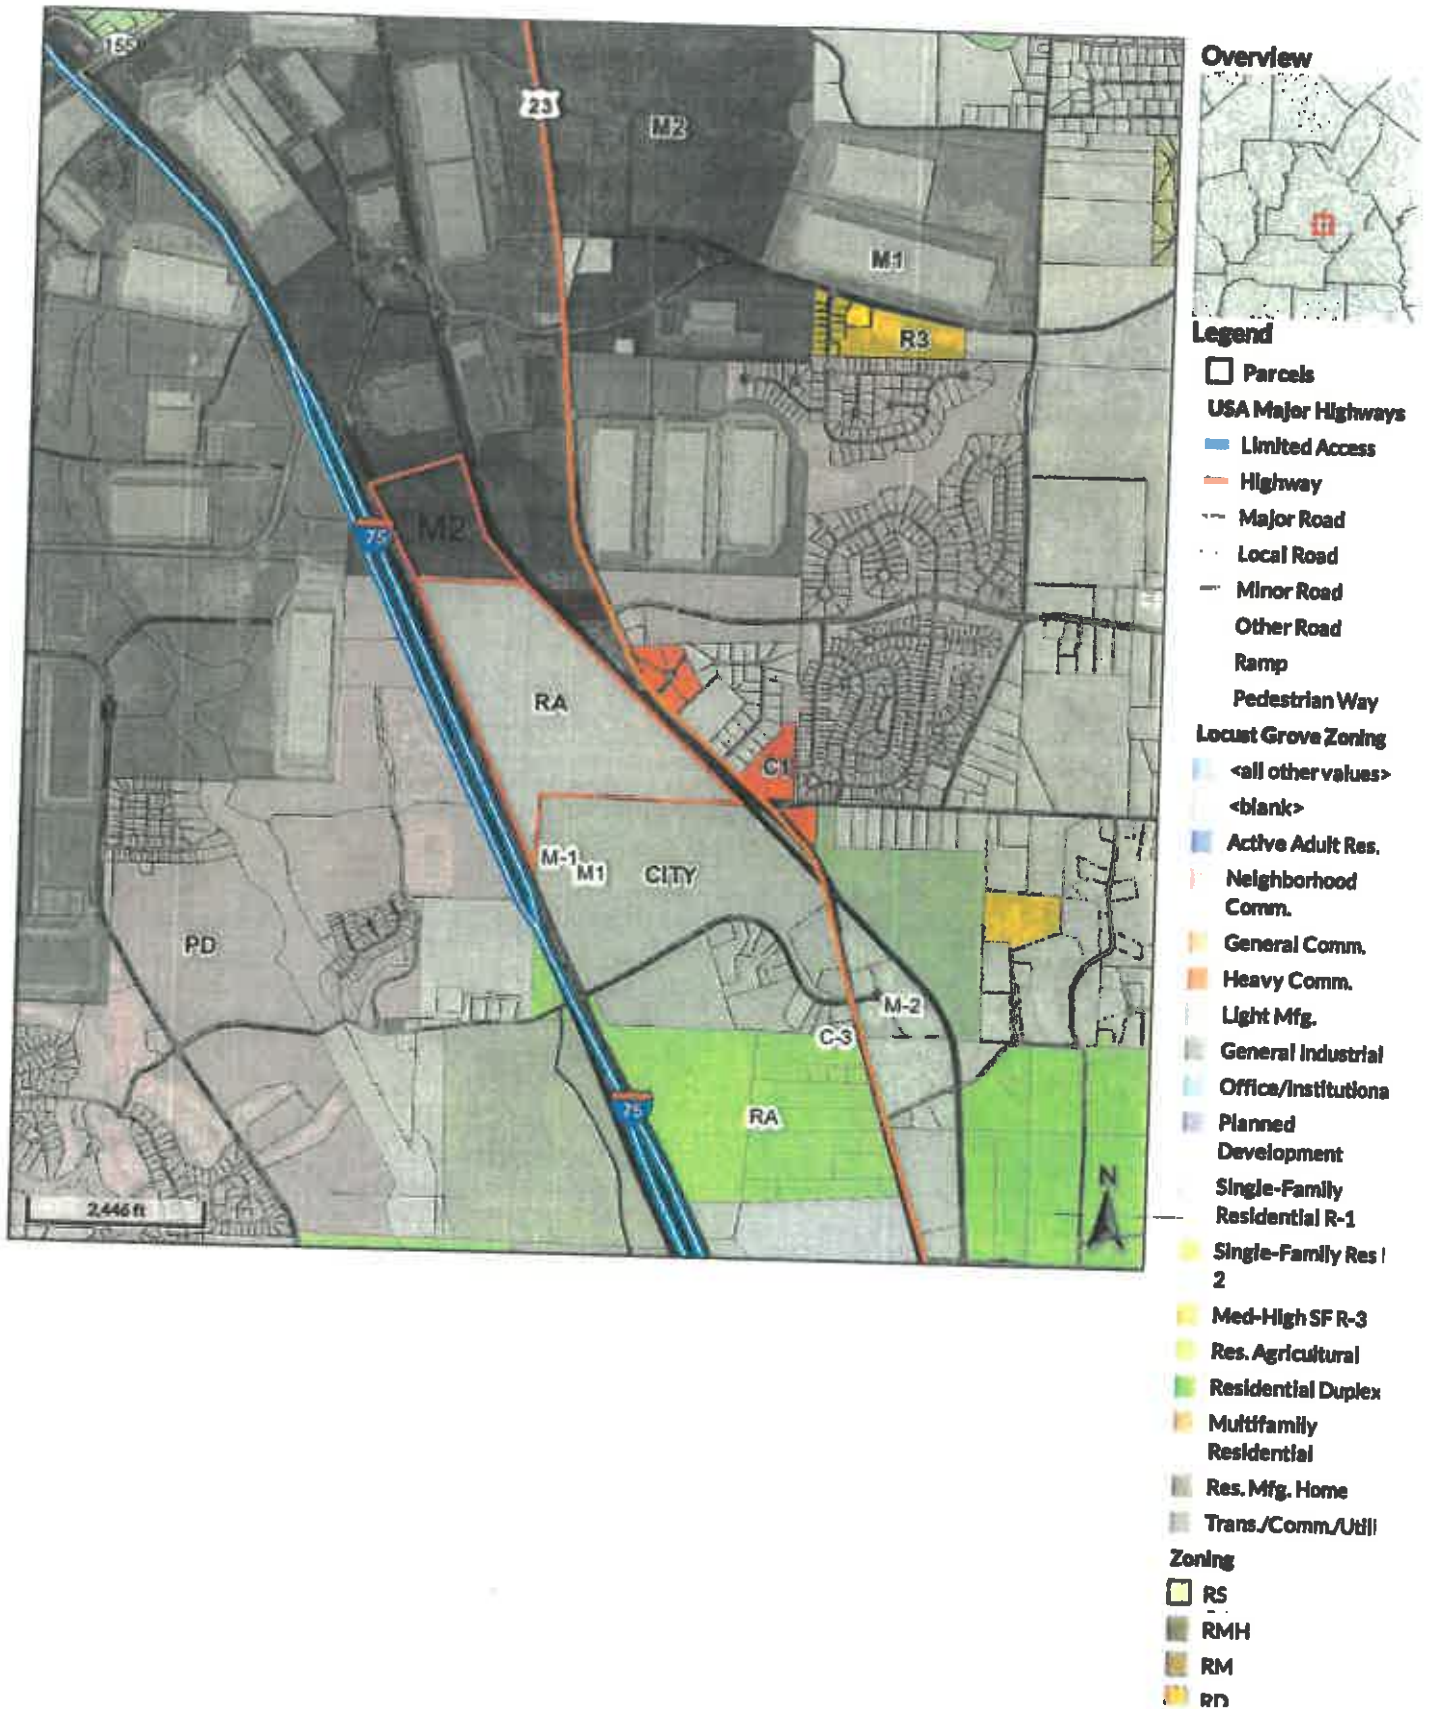 155
23
M2
M1
R3
75
M2
RA
C1
M-1
M1
CITY
PD
M-2
C-3
75
RA
N
2,446 ft
Overview
Legend
Parcels
USA Major Highways
Limited Access
Highway
Major Road
Local Road
Minor Road
Other Road
Ramp
Pedestrian Way
Locust Grove Zoning
<all other values>
<blank>
Active Adult Res.
Neighborhood
Comm.
General Comm.
Heavy Comm.
Light Mfg.
General Industrial
Office/Institutiona
Planned
Development
Single-Family
Residential R-1
Single-Family Res
2
Med-High SF R-3
Res. Agricultural
Residential Duplex
Multifamily
Residential
Res. Mfg. Home
Trans./Comm./Utili
Zoning
RS
RMH
RM
RD